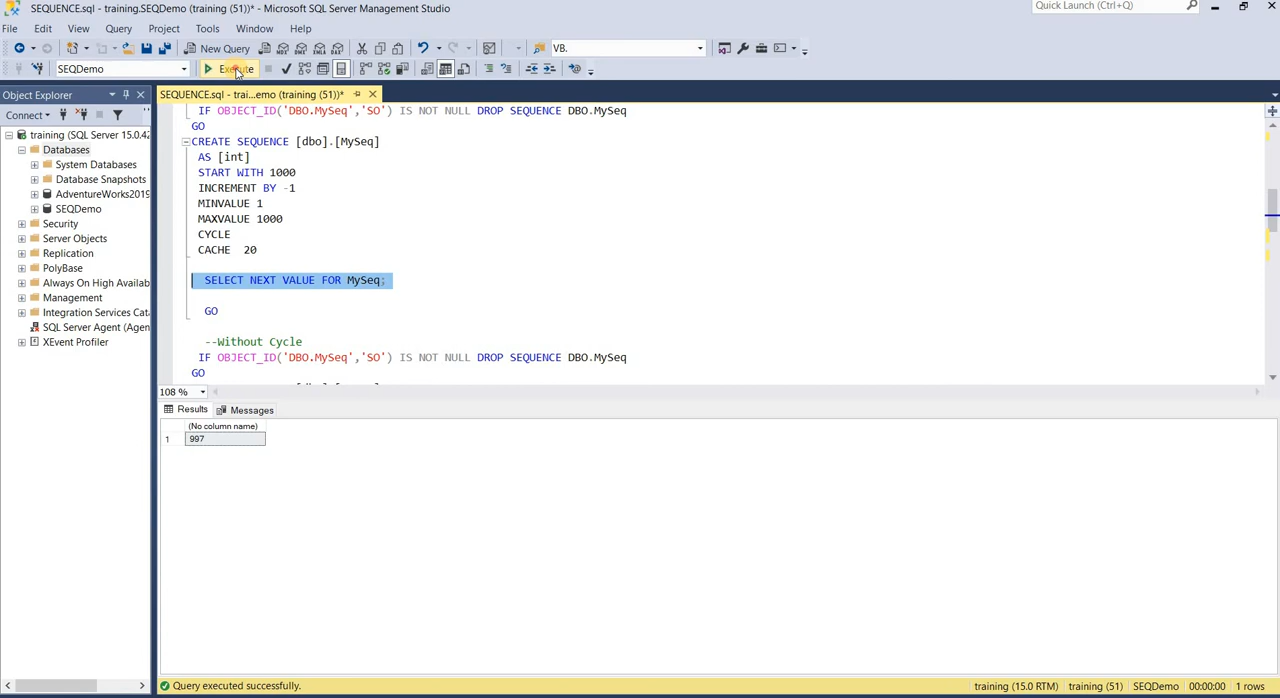 SEQUENCE.sql - training.SEQDemo (training (51))* - Microsoft SQL Server Management Studio
Quick Launch (Ctrl+Q)
File Edit View Query Project Tools Window Help
New Query
VB.
SEQDemo
Execute
Object Explorer
SEQUENCE.sql - trai...emo (training (51))*
Connect
training (SQL Server 15.0.42
Databases
System Databases
Database Snapshots
AdventureWorks2019
SEQDemo
Security
Server Objects
Replication
PolyBase
Always On High Availab
Management
Integration Services Cat
SQL Server Agent (Agen
XEvent Profiler
IF OBJECT_ID('DBO.MySeq','SO') IS NOT NULL DROP SEQUENCE DBO.MySeq
GO
CREATE SEQUENCE [dbo].[MySeq]
AS [int]
START WITH 1000
INCREMENT BY -1
MINVALUE 1
MAXVALUE 1000
CYCLE
CACHE 20
SELECT NEXT VALUE FOR MySeq;
GO
--Without Cycle
IF OBJECT_ID('DBO.MySeq','SO') IS NOT NULL DROP SEQUENCE DBO.MySeq
GO
108 %
Results Messages
(No column name)
1 997
Query executed successfully.
training (15.0 RTM) training (51) SEQDemo 00:00:00 1 rows